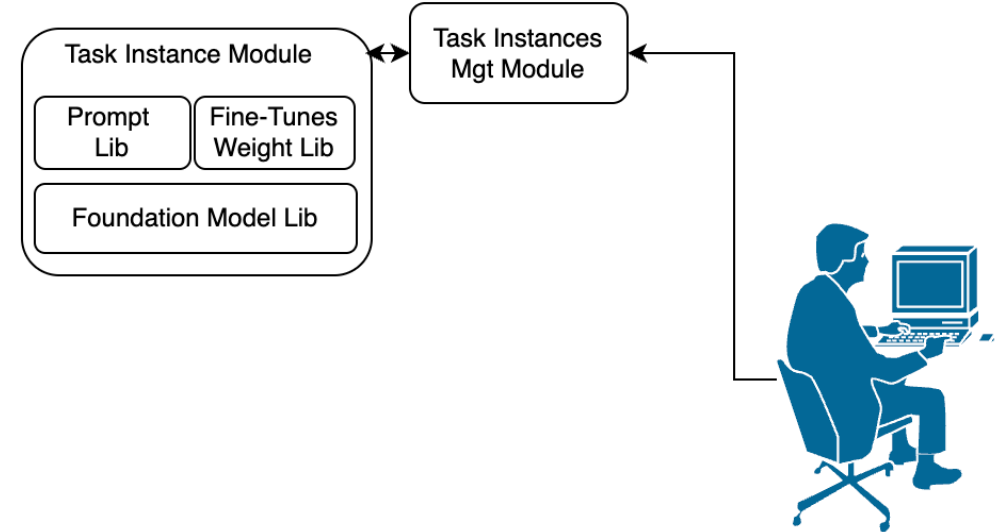 Task Instance Module
Prompt
Lib
Fine-Tunes
Weight Lib
Foundation Model Lib
Task Instances
Mgt Module